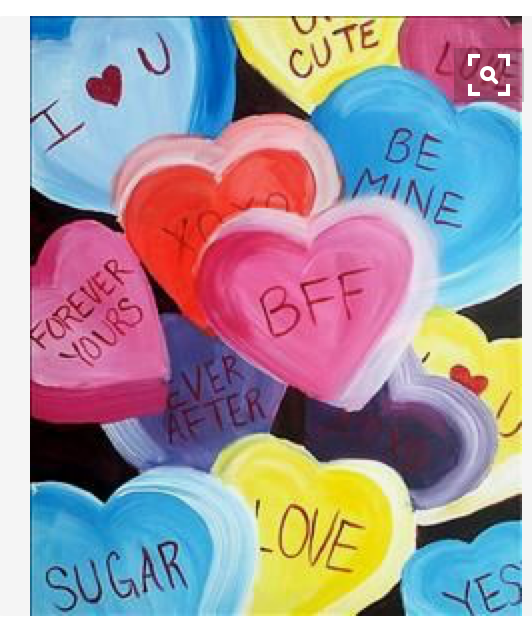 I ♥ U
CUTE
BE
MINE
XOXO
BFF
FOREVER
YOURS
EVER
AFTER
LOVE
SUGAR
YES